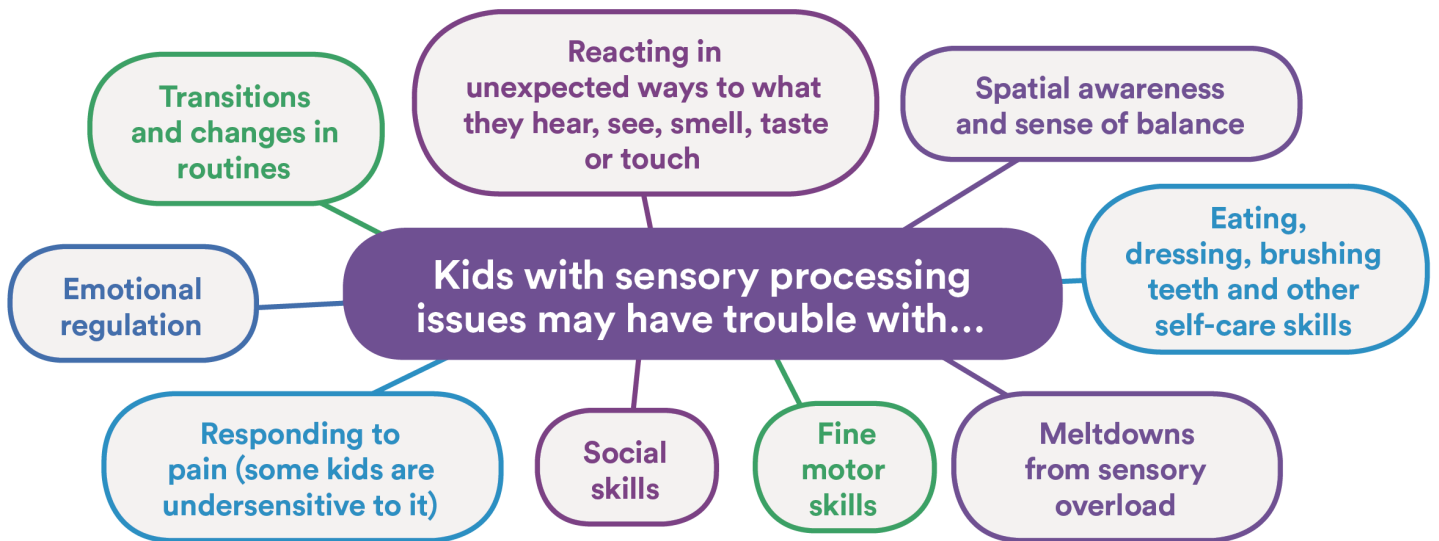 Reacting in
unexpected ways to what
they hear, see, smell, taste
or touch
Transitions
and changes in
routines
Spatial awareness
and sense of balance
Eating,
dressing, brushing
teeth and other
self-care skills
Kids with sensory processing
issues may have trouble with...
Emotional
regulation
Responding to
pain (some kids are
undersensitive to it)
Social
skills
Fine
motor
skills
Meltdowns
from sensory
overload